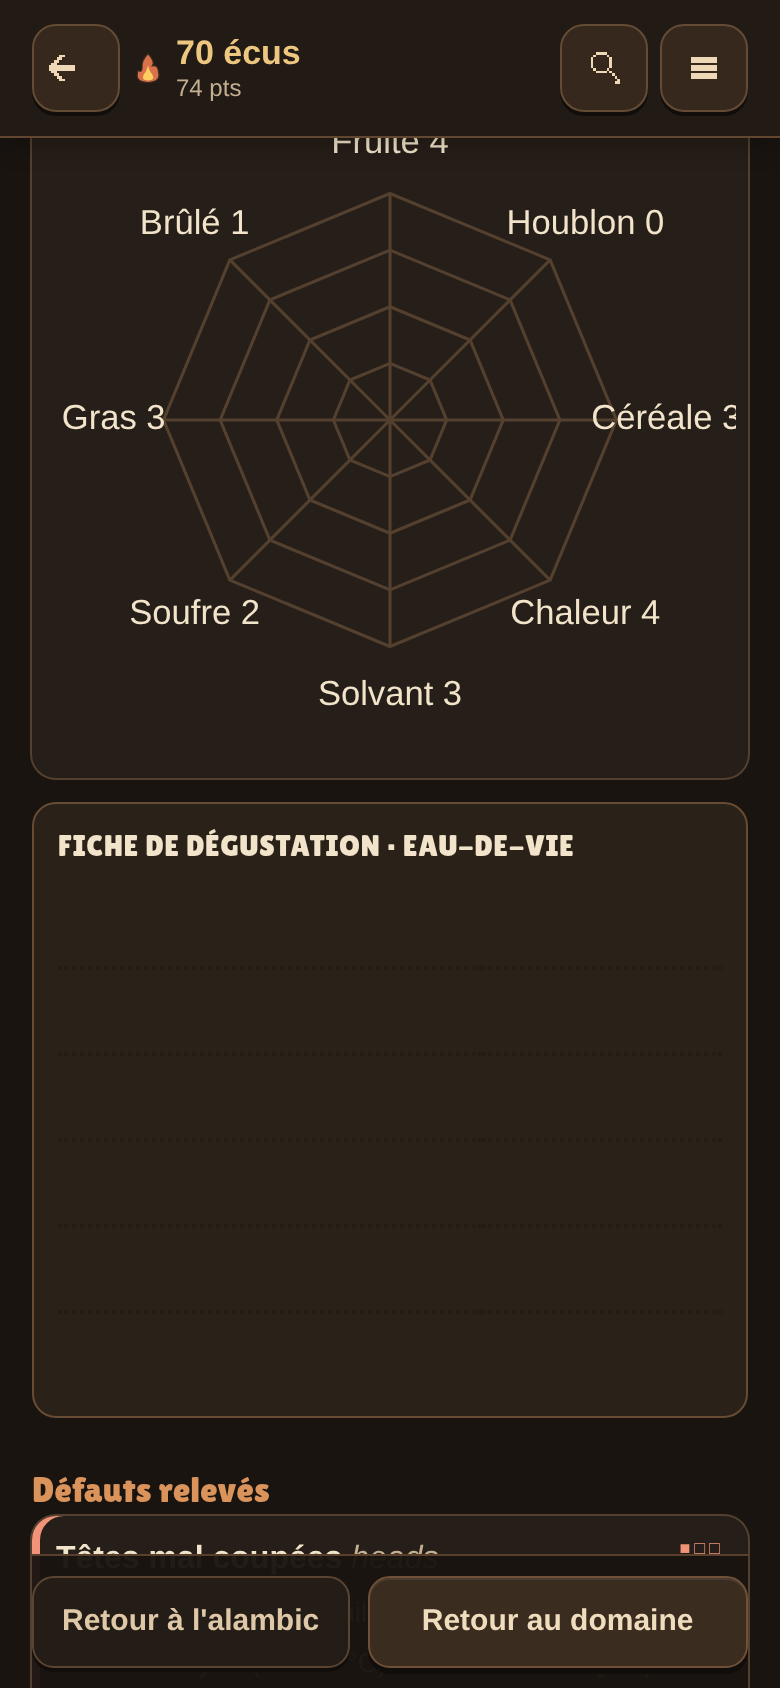 70 écus
74 pts
Fruité 4
Brûlé 1
Houblon 0
Gras 3
Céréale 3
Soufre 2
Chaleur 4
Solvant 3
FICHE DE DÉGUSTATION · EAU-DE-VIE
Défauts relevés
Têtes mal coupées heads
Retour à l'alambic
Retour au domaine